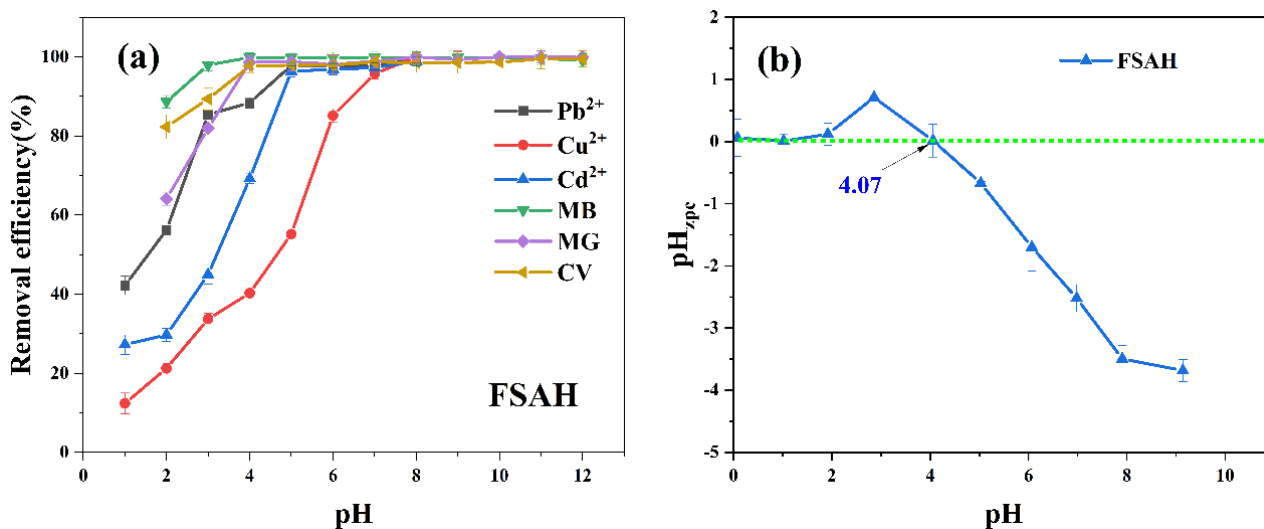 (a)
Removal efficiency(%)
100
80
60
40
20
0
Pb²⁺
Cu²⁺
Cd²⁺
MB
MG
CV
FSAH
0 2 4 6 8 10 12
pH
(b)
FSAH
pH_zpc
2
1
0
-1
-2
-3
-4
-5
4.07
0 2 4 6 8 10
pH